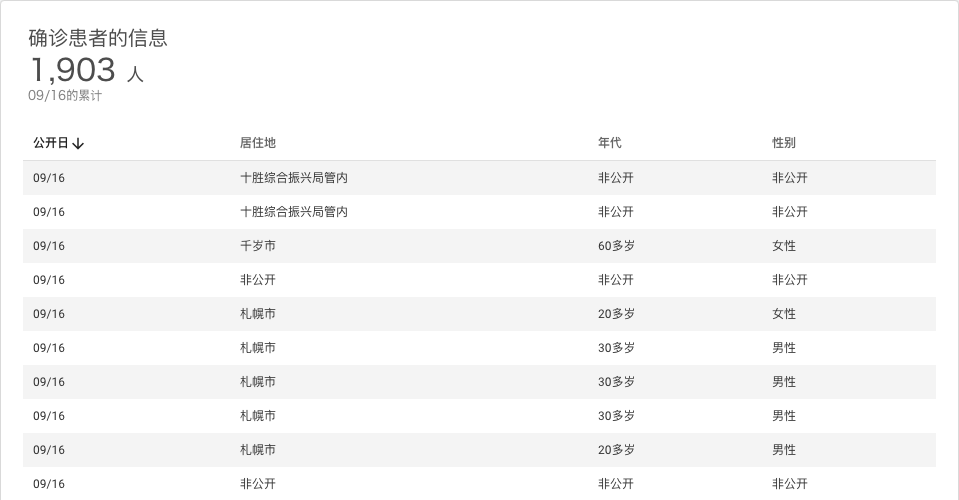 确诊患者的信息
1,903 人
09/16的累计
公开日↓ 居住地 年代 性别
09/16 十胜综合振兴局管内 非公开 非公开
09/16 十胜综合振兴局管内 非公开 非公开
09/16 千岁市 60多岁 女性
09/16 非公开 非公开 非公开
09/16 札幌市 20多岁 女性
09/16 札幌市 30多岁 男性
09/16 札幌市 30多岁 男性
09/16 札幌市 30多岁 男性
09/16 札幌市 20多岁 男性
09/16 非公开 非公开 非公开